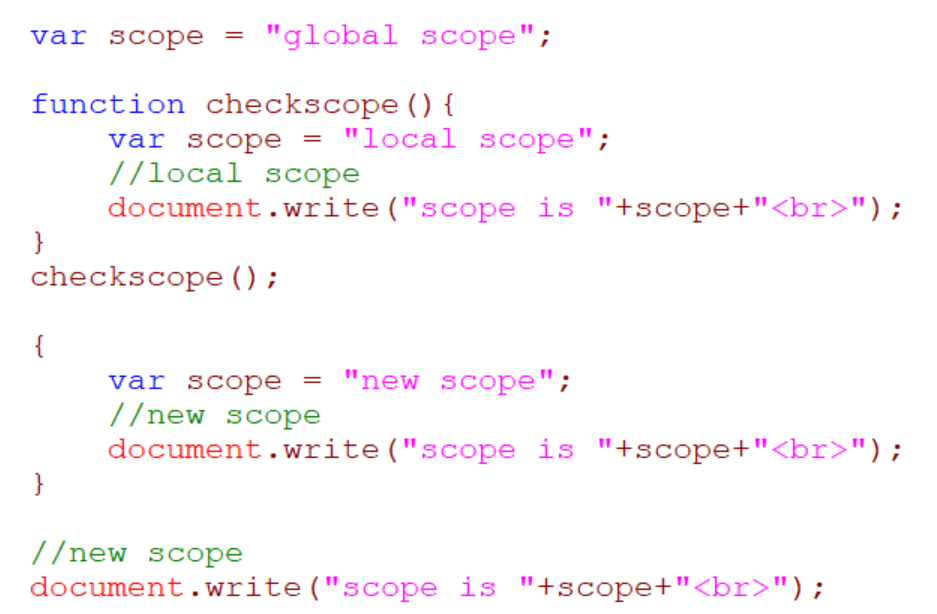 var scope = "global scope";
function checkscope(){
var scope = "local scope";
//local scope
document.write("scope is "+scope+"<br>");
}
checkscope();
{
var scope = "new scope";
//new scope
document.write("scope is "+scope+"<br>");
}
//new scope
document.write("scope is "+scope+"<br>");